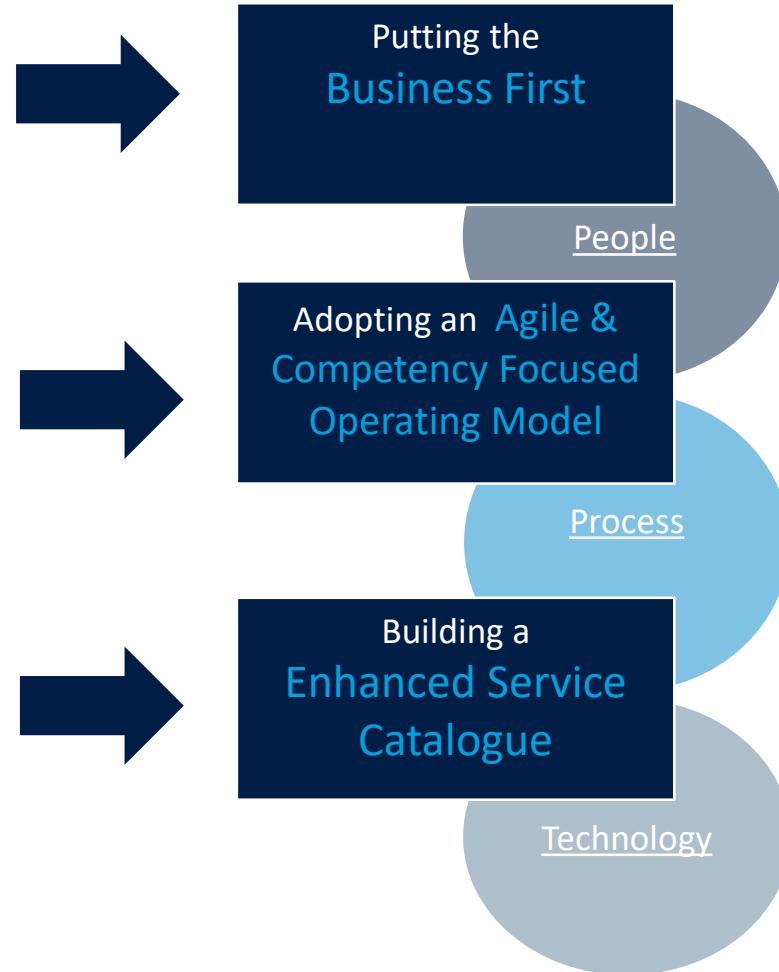 Putting the
Business First
People
Adopting an Agile &
Competency Focused
Operating Model
Process
Building a
Enhanced Service
Catalogue
Technology